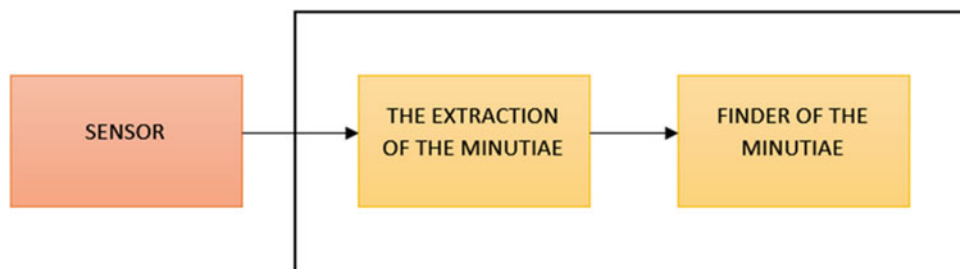 SENSOR
THE EXTRACTION
OF THE MINUTIAE
FINDER OF THE
MINUTIAE